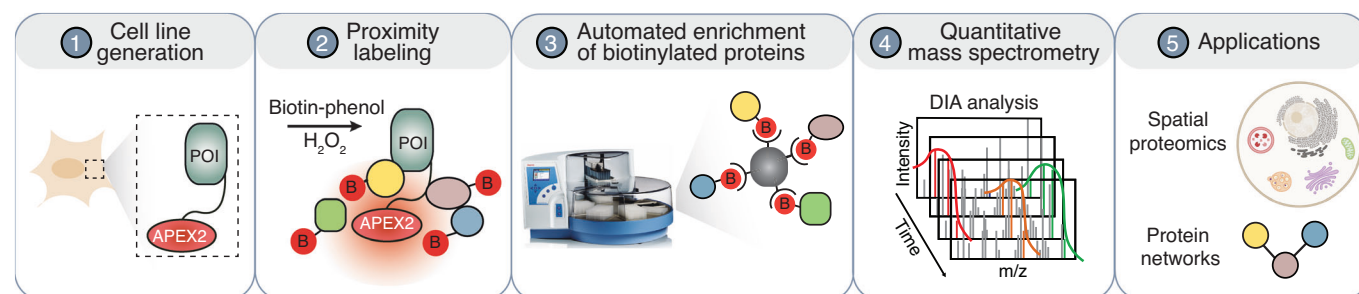 1 Cell line
generation
2 Proximity
labeling
3 Automated enrichment
of biotinylated proteins
4 Quantitative
mass spectrometry
5 Applications
POI
APEX2
Biotin-phenol
H₂O₂
POI
B
B
B
APEX2
B
B
B
B
B
B
DIA analysis
Intensity
Time
m/z
Spatial
proteomics
Protein
networks